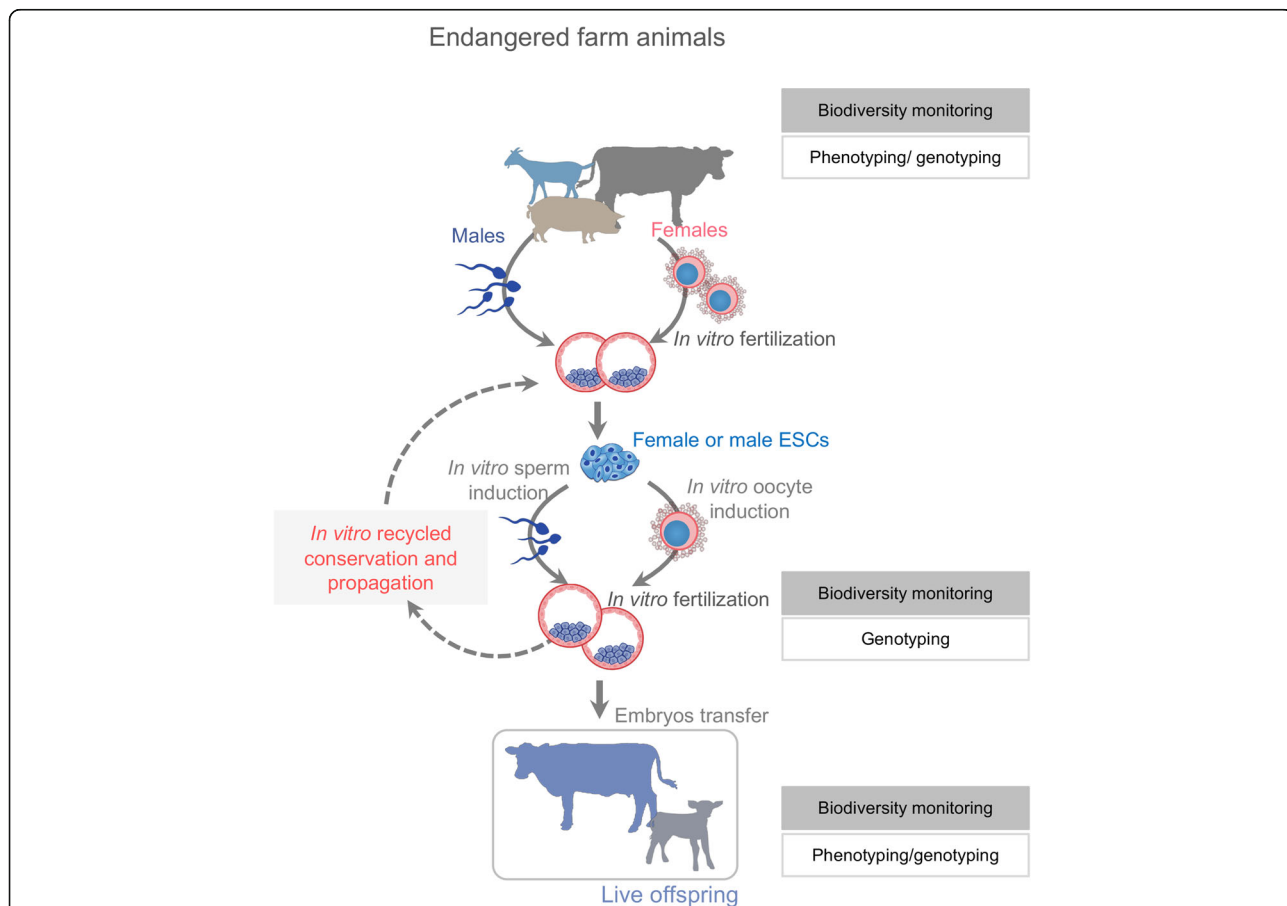 Endangered farm animals
Biodiversity monitoring
Phenotyping/ genotyping
Males
Females
In vitro fertilization
Female or male ESCs
In vitro sperm
induction
In vitro oocyte
induction
In vitro recycled
conservation and
propagation
In vitro fertilization
Biodiversity monitoring
Genotyping
Embryos transfer
Biodiversity monitoring
Phenotyping/genotyping
Live offspring